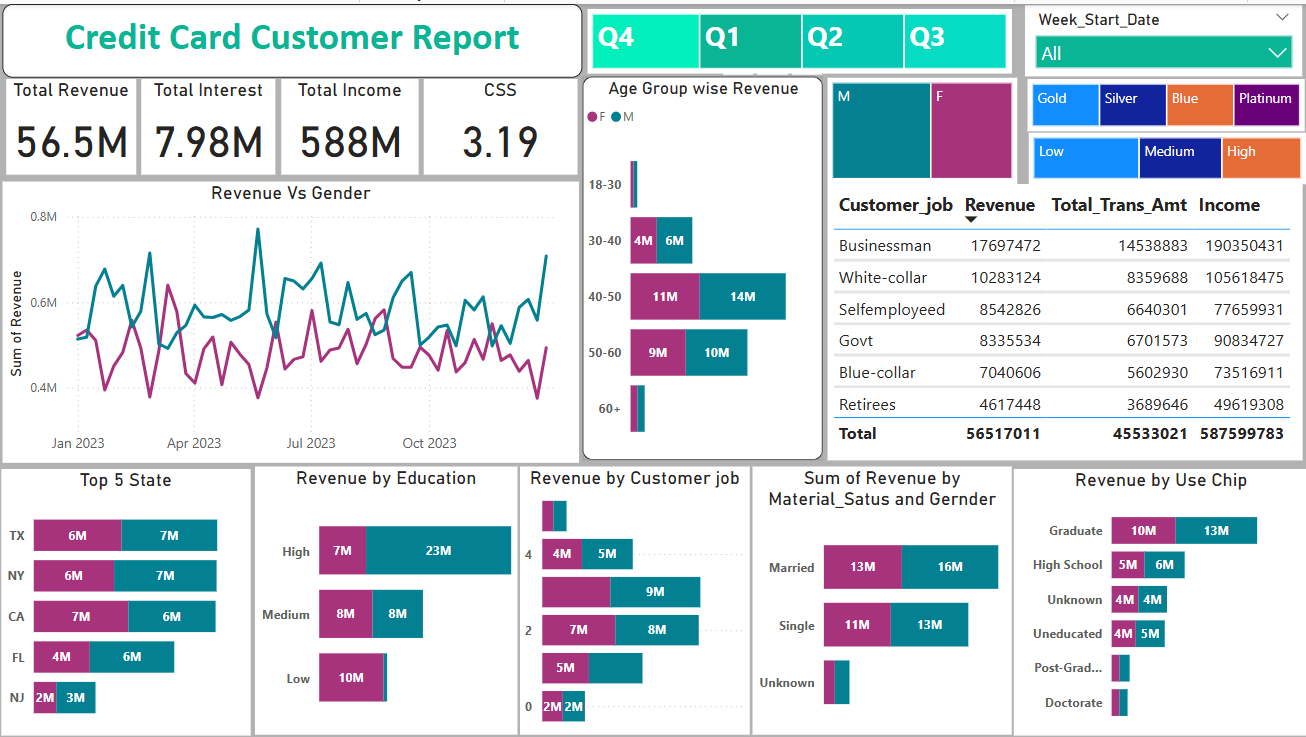 Credit Card Customer Report
Q4
Q1
Q2
Q3
Week_Start_Date
All
Total Revenue
56.5M
Total Interest
7.98M
Total Income
588M
CSS
3.19
Age Group wise Revenue
F M
18-30
30-40 4M 6M
40-50 11M 14M
50-60 9M 10M
60+
M
F
Gold
Silver
Blue
Platinum
Low
Medium
High
Revenue Vs Gender
Sum of Revenue
0.8M
0.6M
0.4M
Jan 2023 Apr 2023 Jul 2023 Oct 2023
Customer_job Revenue Total_Trans_Amt Income
Businessman 17697472 14538883 190350431
White-collar 10283124 8359688 105618475
Selfemployeed 8542826 6640301 77659931
Govt 8335534 6701573 90834727
Blue-collar 7040606 5602930 73516911
Retirees 4617448 3689646 49619308
Total 56517011 45533021 587599783
Top 5 State
TX 6M 7M
NY 6M 7M
CA 7M 6M
FL 4M 6M
NJ 2M 3M
Revenue by Education
High 7M 23M
Medium 8M 8M
Low 10M
Revenue by Customer job
4 4M 5M
9M
2 7M 8M
5M
0 2M 2M
Sum of Revenue by
Material_Satus and Gernder
Married 13M 16M
Single 11M 13M
Unknown
Revenue by Use Chip
Graduate 10M 13M
High School 5M 6M
Unknown 4M 4M
Uneducated 4M 5M
Post-Grad...
Doctorate